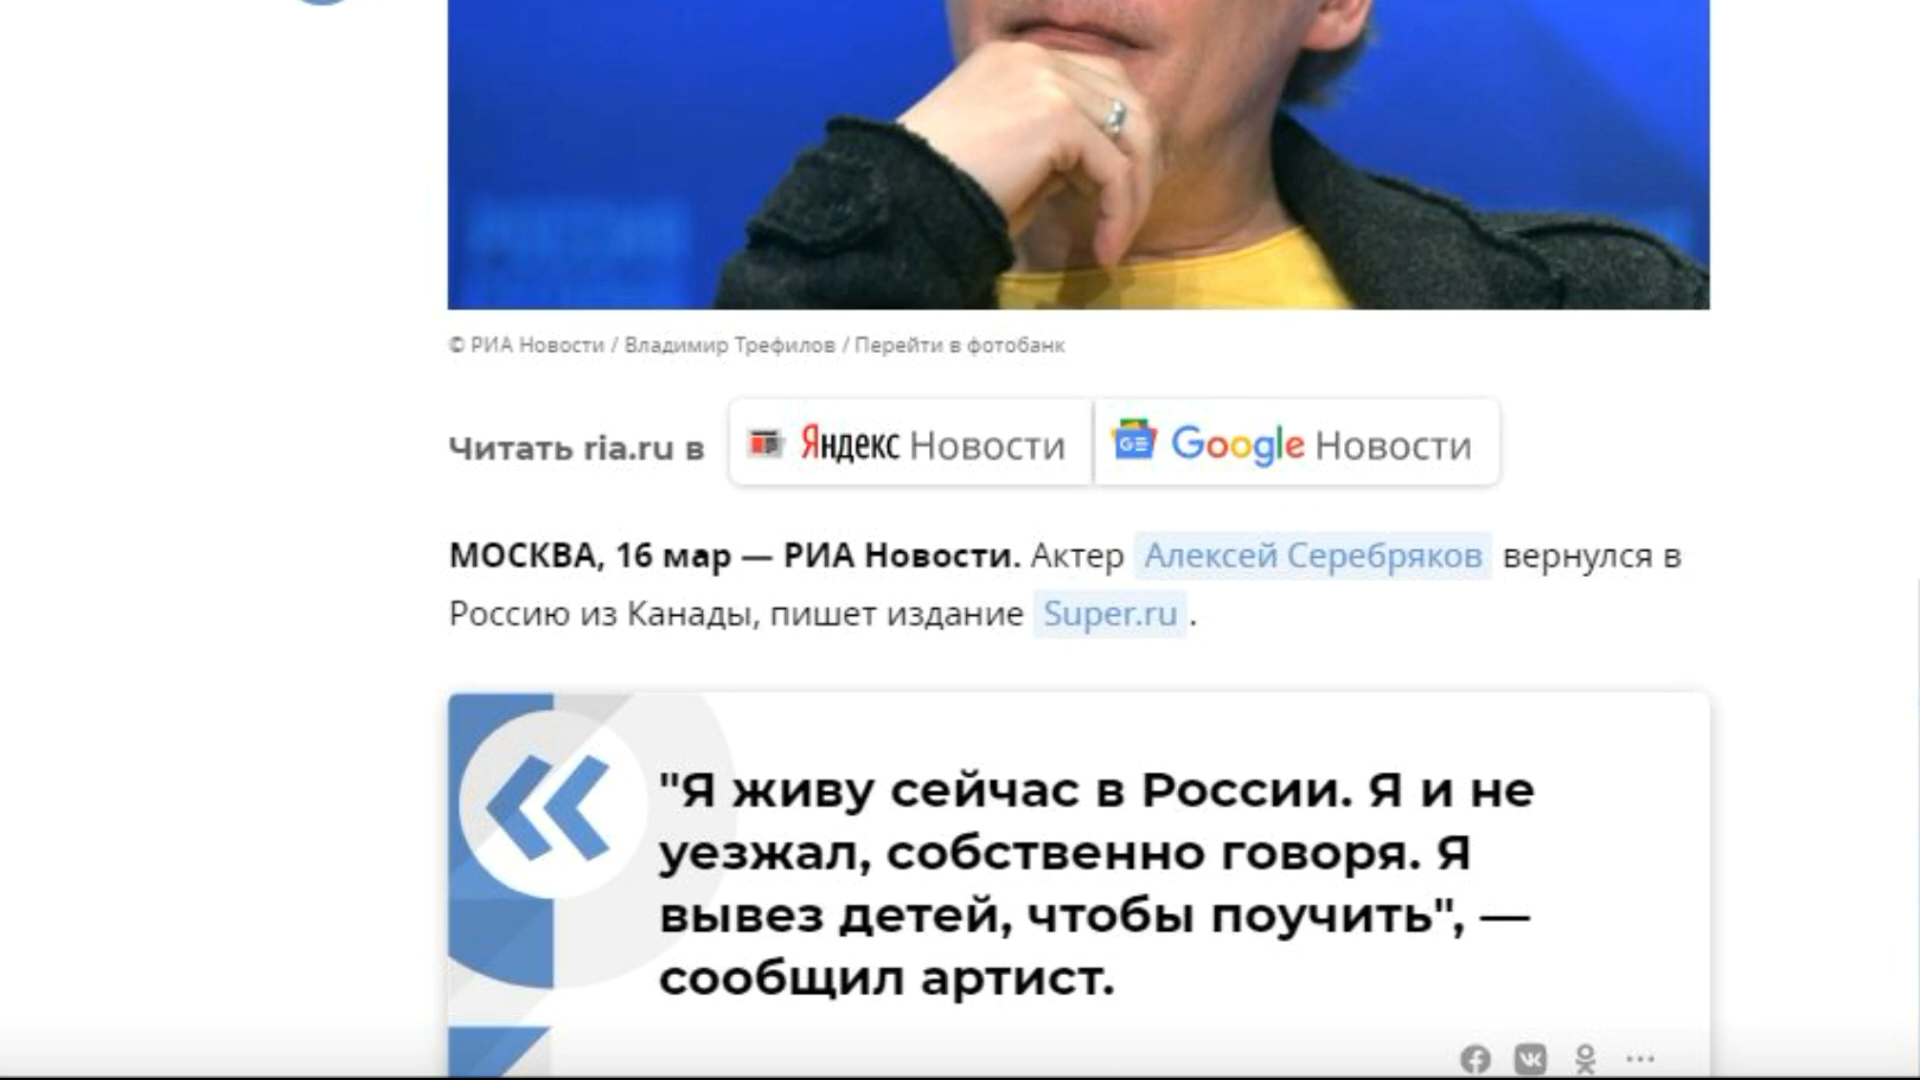 © РИА Новости / Владимир Трефилов / Перейти в фотобанк
Читать ria.ru в Яндекс Новости GE Google Новости
МОСКВА, 16 мар — РИА Новости. Актер Алексей Серебряков вернулся в
Россию из Канады, пишет издание Super.ru .
"Я живу сейчас в России. Я и не
уезжал, собственно говоря. Я
вывез детей, чтобы поучить", —
сообщил артист.